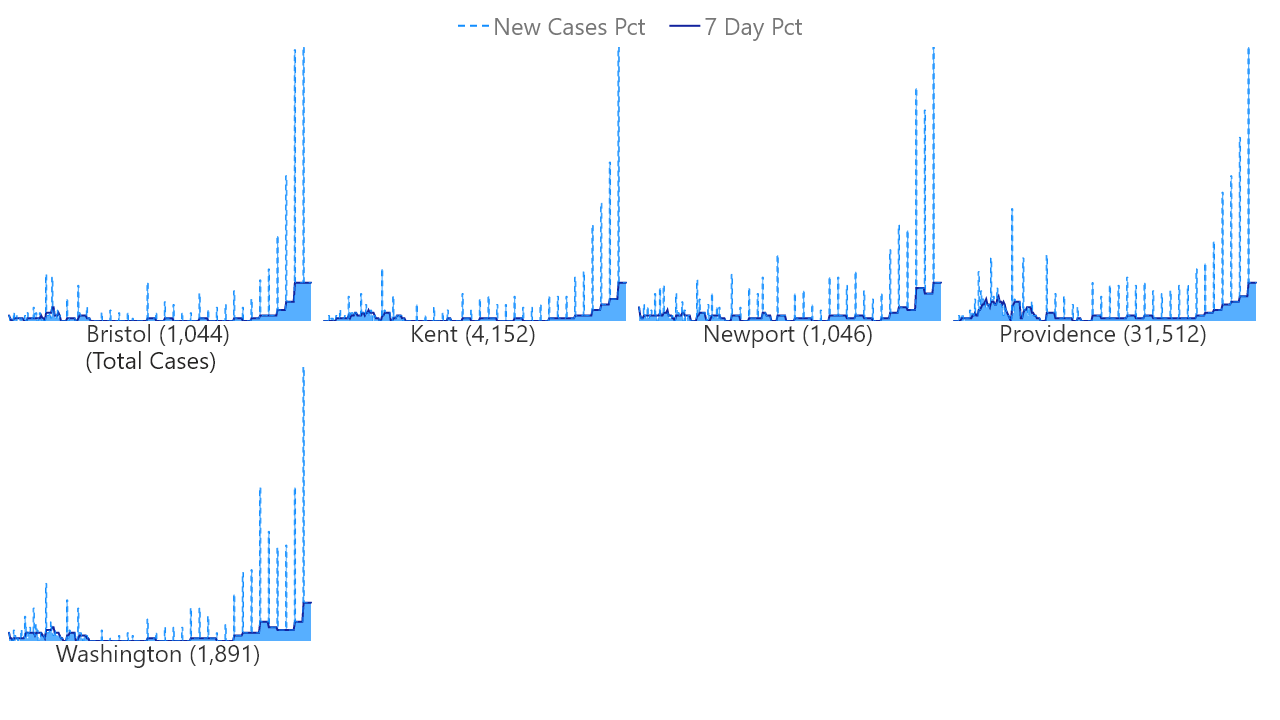 New Cases Pct 7 Day Pct
Bristol (1,044)
(Total Cases)
Kent (4,152)
Newport (1,046)
Providence (31,512)
Washington (1,891)